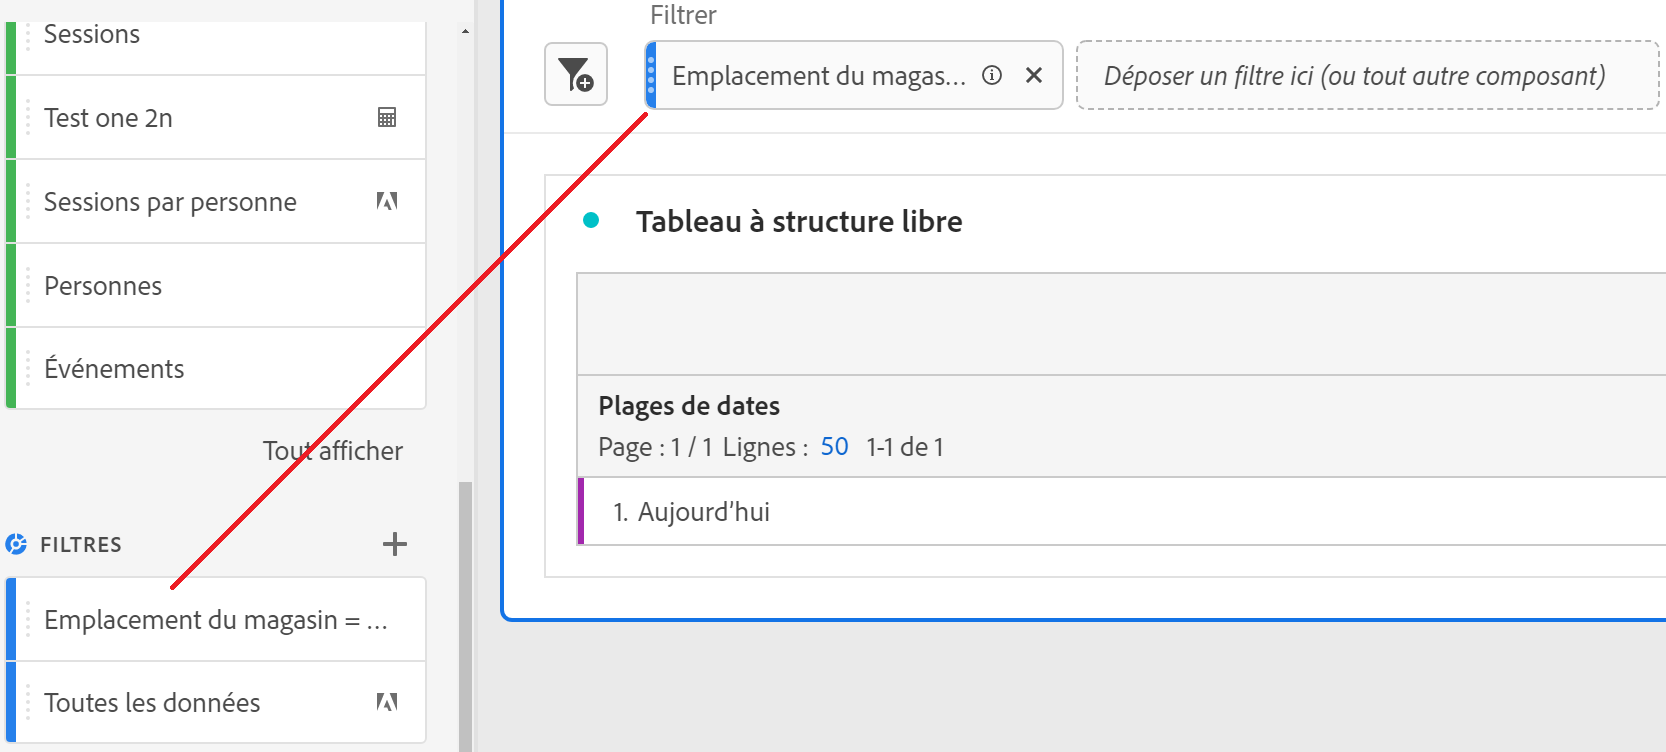 Sessions
Test one 2n
Sessions par personne
Personnes
Événements
Tout afficher
FILTRES
Emplacement du magasin = ...
Toutes les données
Filtrer
Emplacement du magas...
Déposer un filtre ici (ou tout autre composant)
Tableau à structure libre
Plages de dates
Page : 1 / 1 Lignes : 50 1-1 de 1
1. Aujourd’hui